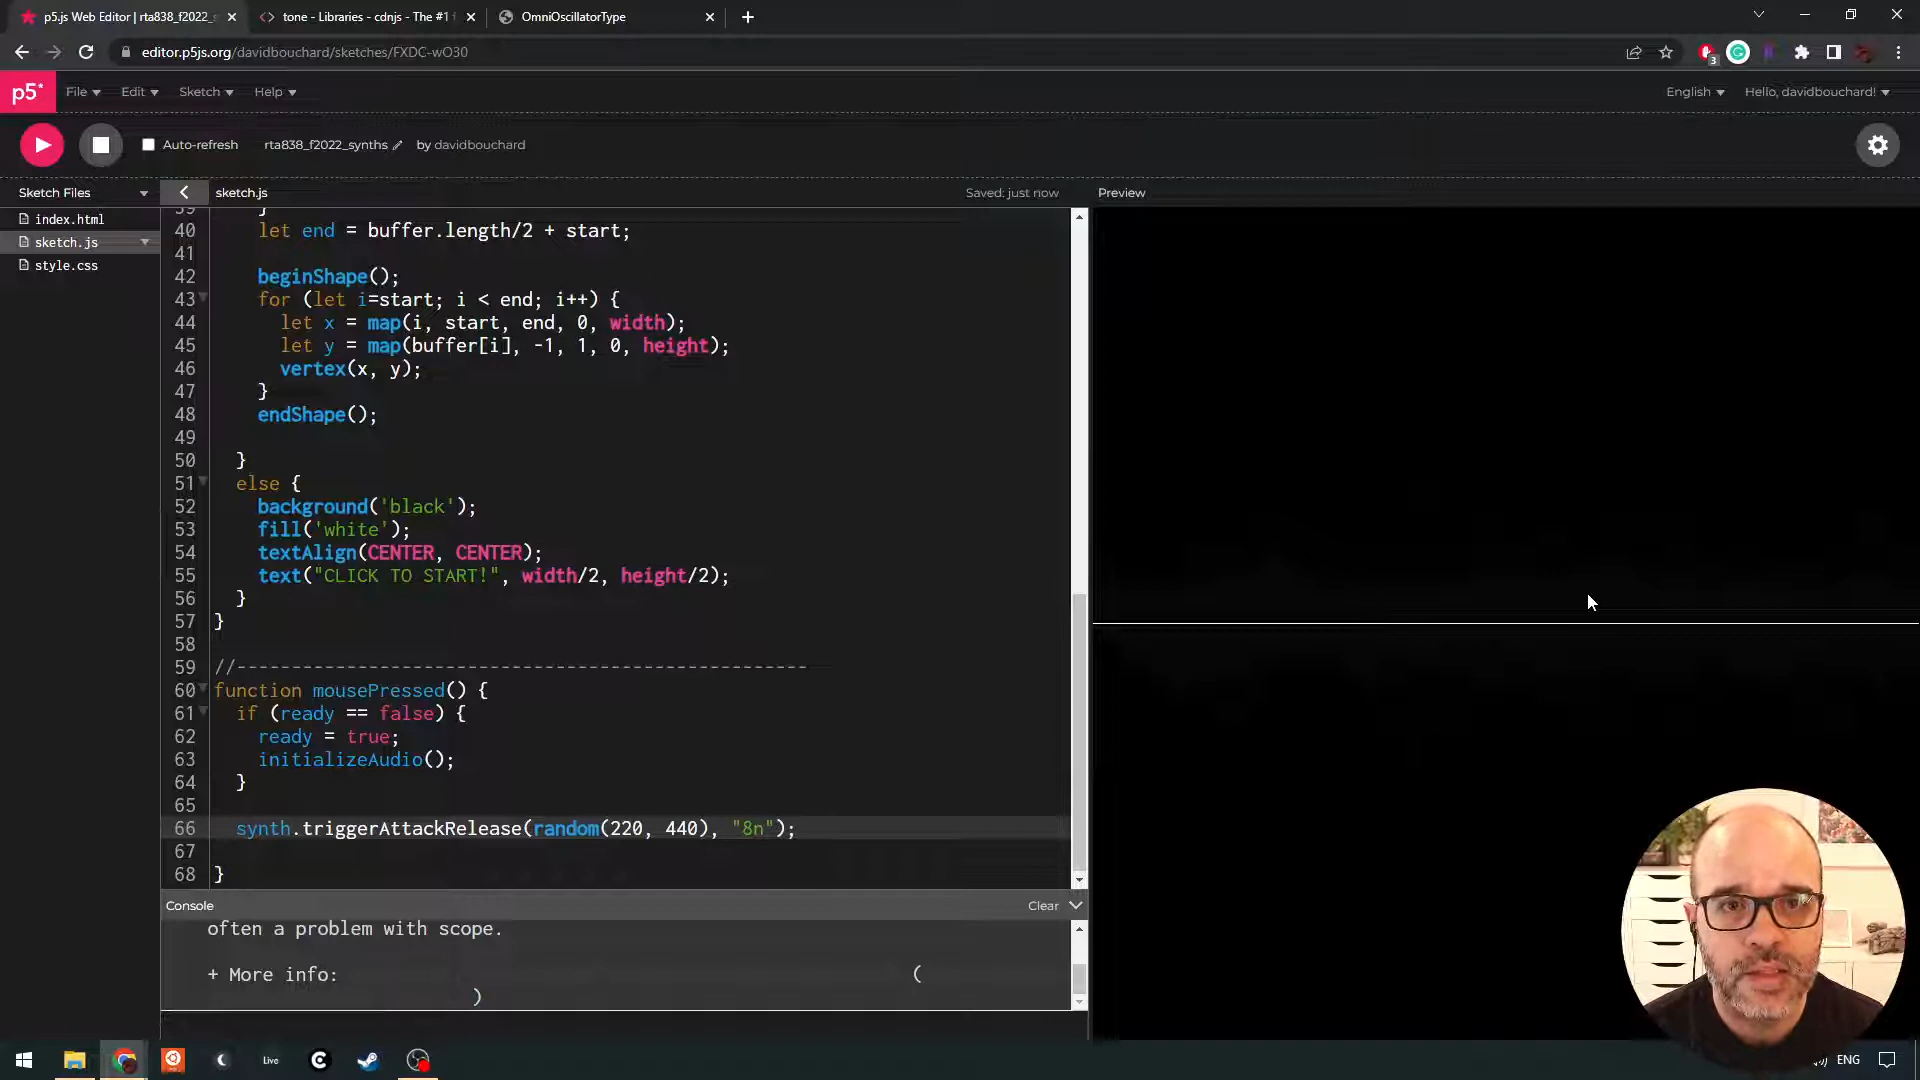 p5.js Web Editor | rta838_f2022_
tone - Libraries - cdnjs - The #1 f
OmniOscillatorType
editor.p5js.org/davidbouchard/sketches/FXDC-wO30
3
p5* File Edit Sketch Help
English Hello, davidbouchard!
Auto-refresh rta838_f2022_synths by davidbouchard
Sketch Files
index.html
sketch.js
style.css
sketch.js Saved: just now Preview
39 }
40 let end = buffer.length/2 + start;
41
42 beginShape();
43 for (let i=start; i < end; i++) {
44 let x = map(i, start, end, 0, width);
45 let y = map(buffer[i], -1, 1, 0, height);
46 vertex(x, y);
47 }
48 endShape();
49
50 }
51 else {
52 background('black');
53 fill('white');
54 textAlign(CENTER, CENTER);
55 text("CLICK TO START!", width/2, height/2);
56 }
57 }
58
59 //----------------------------------------------------
60 function mousePressed() {
61 if (ready == false) {
62 ready = true;
63 initializeAudio();
64 }
65
66 synth.triggerAttackRelease(random(220, 440), "8n");
67
68 }
Console Clear
often a problem with scope.
+ More info: (
)
Live
ENG